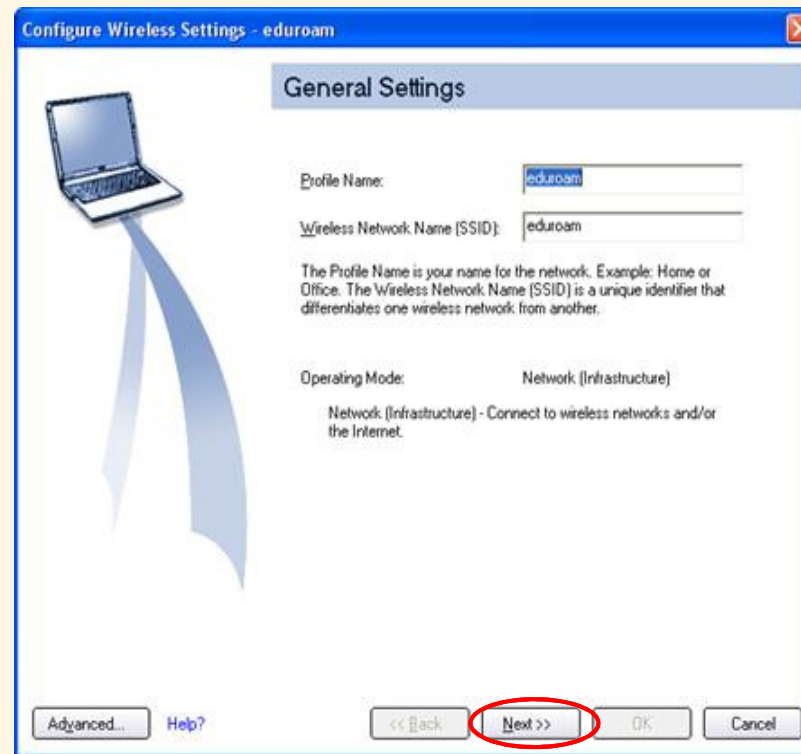 Configure Wireless Settings - eduroam
General Settings
Profile Name: eduroam
Wireless Network Name (SSID): eduroam
The Profile Name is your name for the network. Example: Home or
Office. The Wireless Network Name (SSID) is a unique identifier that
differentiates one wireless network from another.
Operating Mode: Network (Infrastructure)
Network (Infrastructure) - Connect to wireless networks and/or
the Internet.
Advanced... Help? << Back Next >> OK Cancel